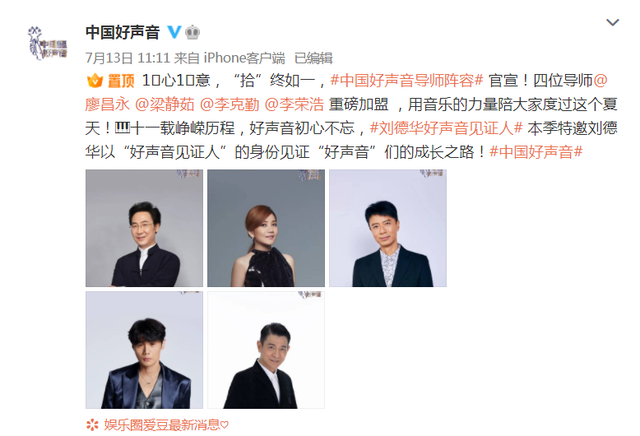 中国好声音
7月13日 11:11 来自 iPhone客户端 已编辑
置顶 1心1意，“拾”终如一，#中国好声音导师阵容# 官宣！四位导师@
廖昌永 @梁静茹 @李克勤 @李荣浩 重磅加盟 ，用音乐的力量陪大家度过这个夏
天！十一载峥嵘历程，好声音初心不忘，#刘德华好声音见证人# 本季特邀刘德
华以“好声音见证人”的身份见证“好声音”们的成长之路！#中国好声音#
娱乐圈爱豆最新消息♡